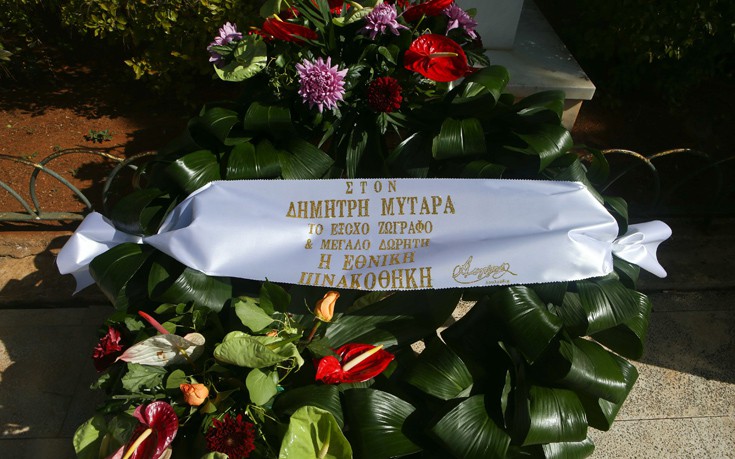 ΣΤΟΝ
ΔΗΜΗΤΡΗ ΜΥΤΑΡΑ
ΤΟ ΕΞΟΧΟ ΖΩΓΡΑΦΟ
& ΜΕΓΑΛΟ ΔΩΡΗΤΗ
Η ΕΘΝΙΚΗ
ΠΙΝΑΚΟΘΗΚΗ